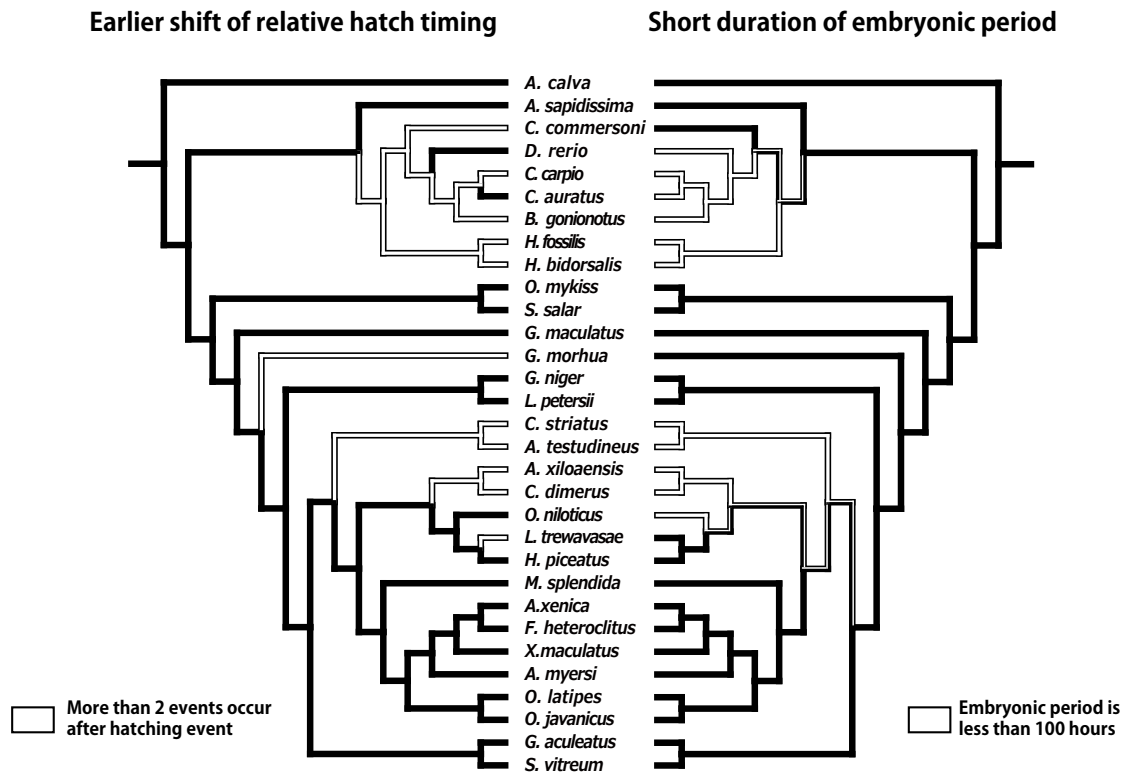 Earlier shift of relative hatch timing
Short duration of embryonic period
A. calva
A. sapidissima
C. commersoni
D. rerio
C. carpio
C. auratus
B. gonionotus
H. fossilis
H. bidorsalis
O. mykiss
S. salar
G. maculatus
G. morhua
G. niger
L. petersii
C. striatus
A. testudineus
A. xiloaensis
C. dimerus
O. niloticus
L. trewavasae
H. piceatus
M. splendida
A.xenica
F. heteroclitus
X.maculatus
A. myersi
O. latipes
O. javanicus
G. aculeatus
S. vitreum
More than 2 events occur
after hatching event
Embryonic period is
less than 100 hours